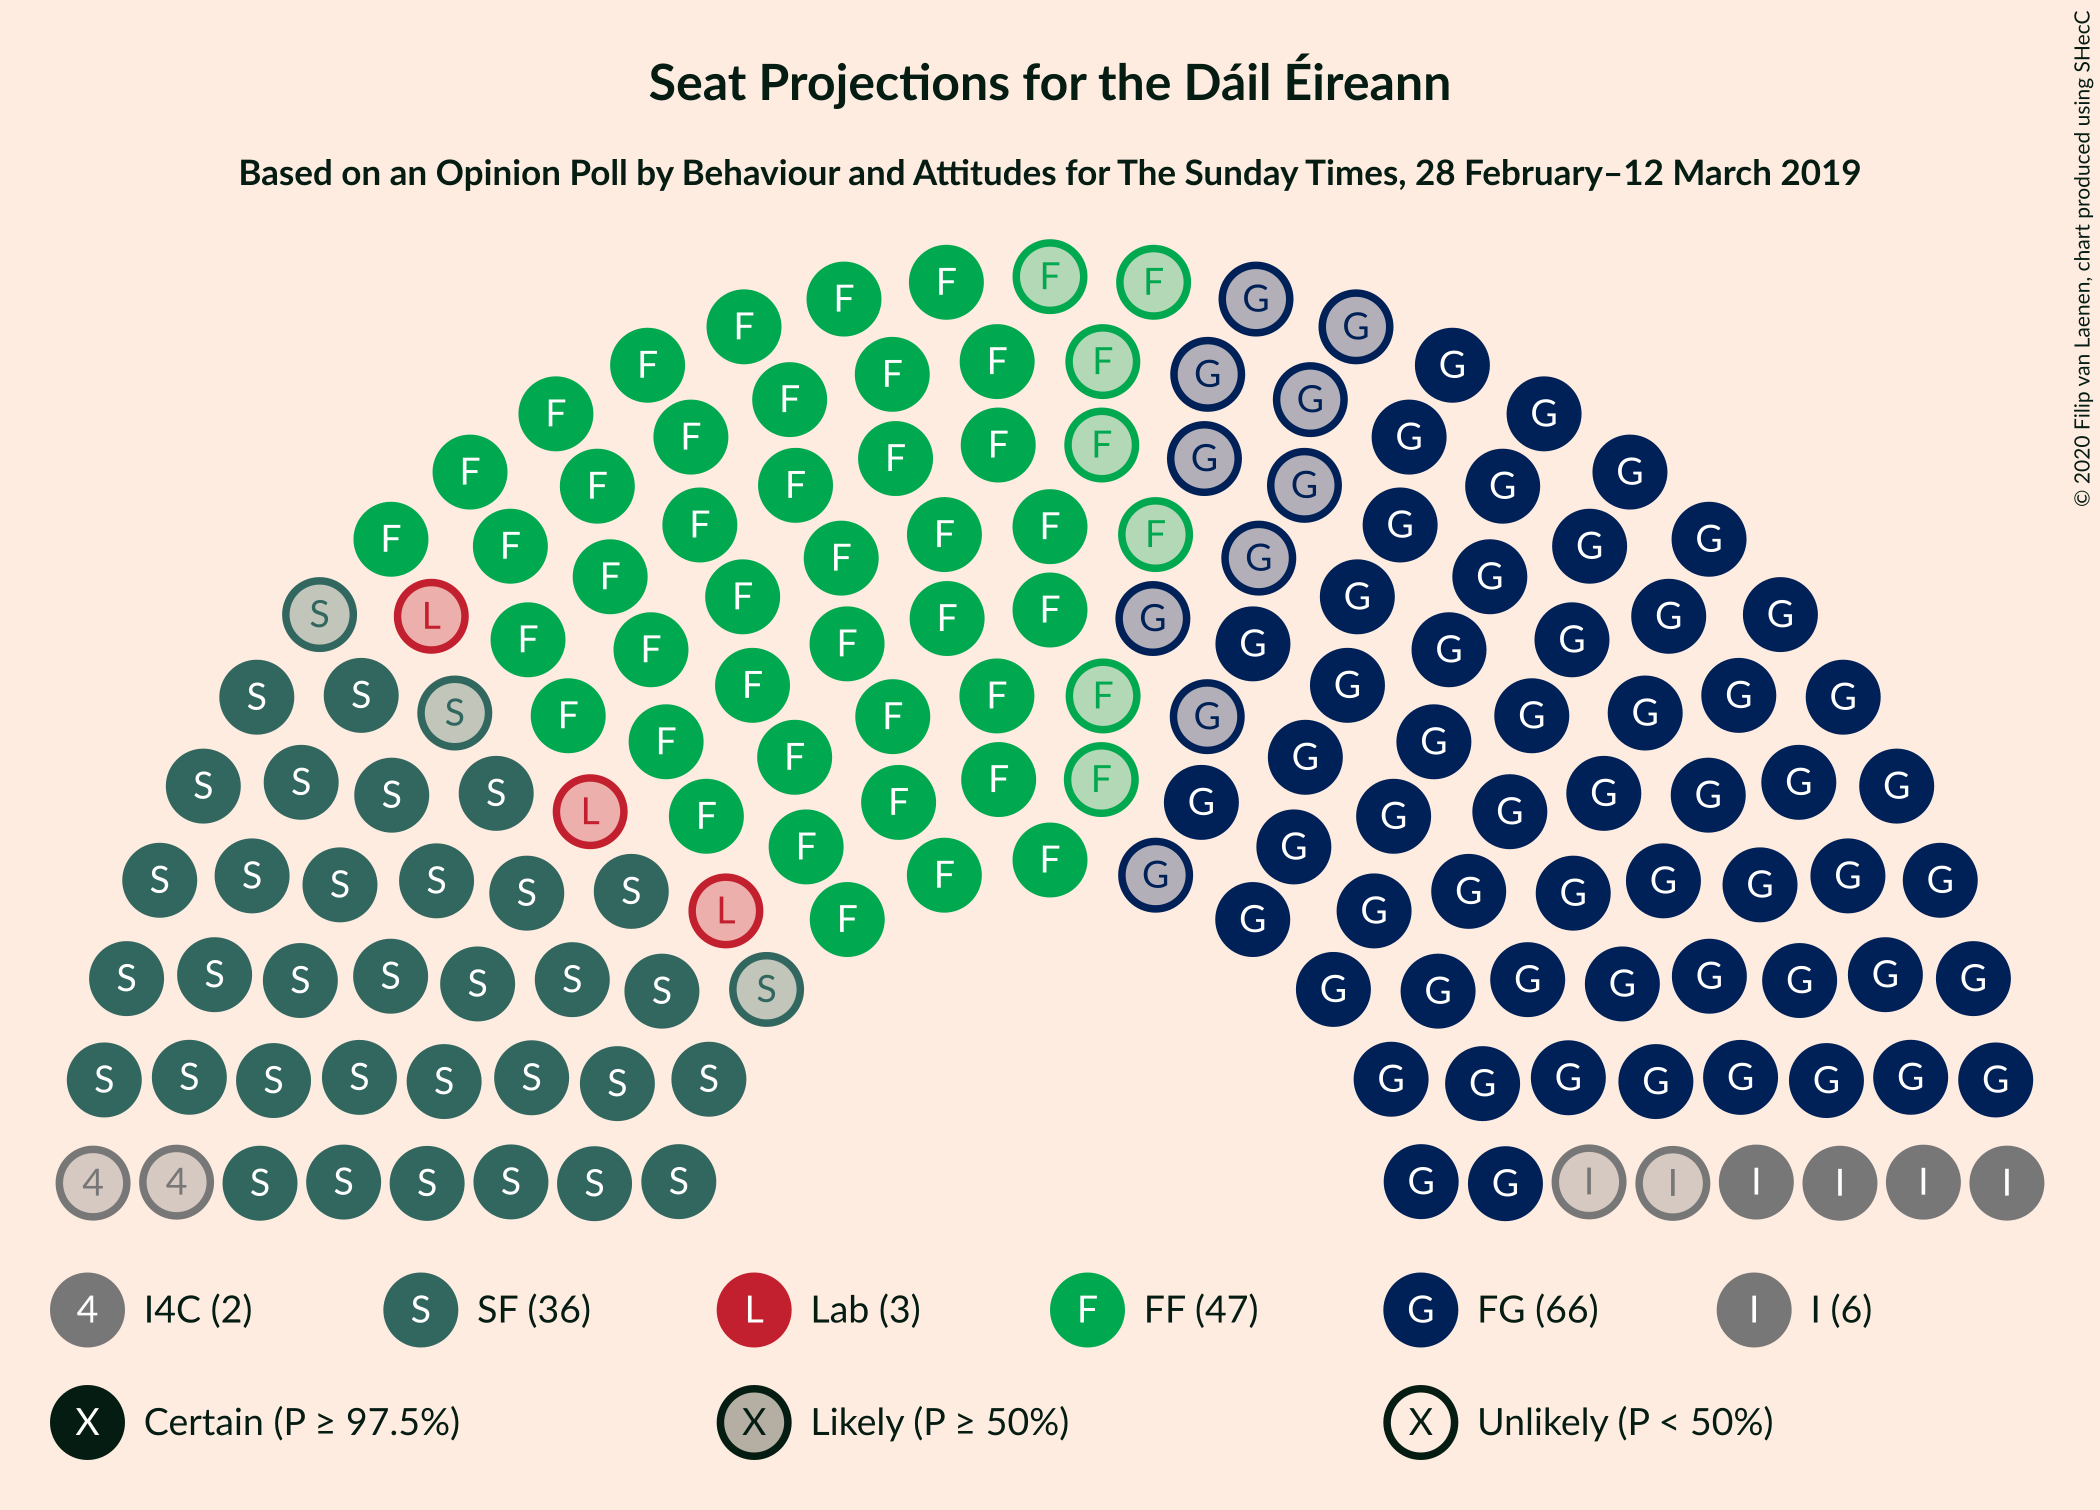 Seat Projections for the Dáil Éireann
Based on an Opinion Poll by Behaviour and Attitudes for The Sunday Times, 28 February–12 March 2019
© 2020 Filip van Laenen, chart produced using SHecC
F F F F G G
F F G G
F F F G G
F F F G G
F F F G G
F F F G G
F F F G G
F F F G G
F F F G G
F F F G G
S L F F F F G G G G
S S S F F F F F G G G G G G
S S S S L F F F F F G G G G G G G G
S S S S S S L F F F F G G G G G G G G G
S S S S S S S S G G G G G G G G
S S S S S S S S G G G G G G G G
4 4 S S S S S S G G I I I I I I
4 I4C (2) S SF (36) L Lab (3) F FF (47) G FG (66) I I (6)
X Certain (P ≥ 97.5%) X Likely (P ≥ 50%) X Unlikely (P < 50%)